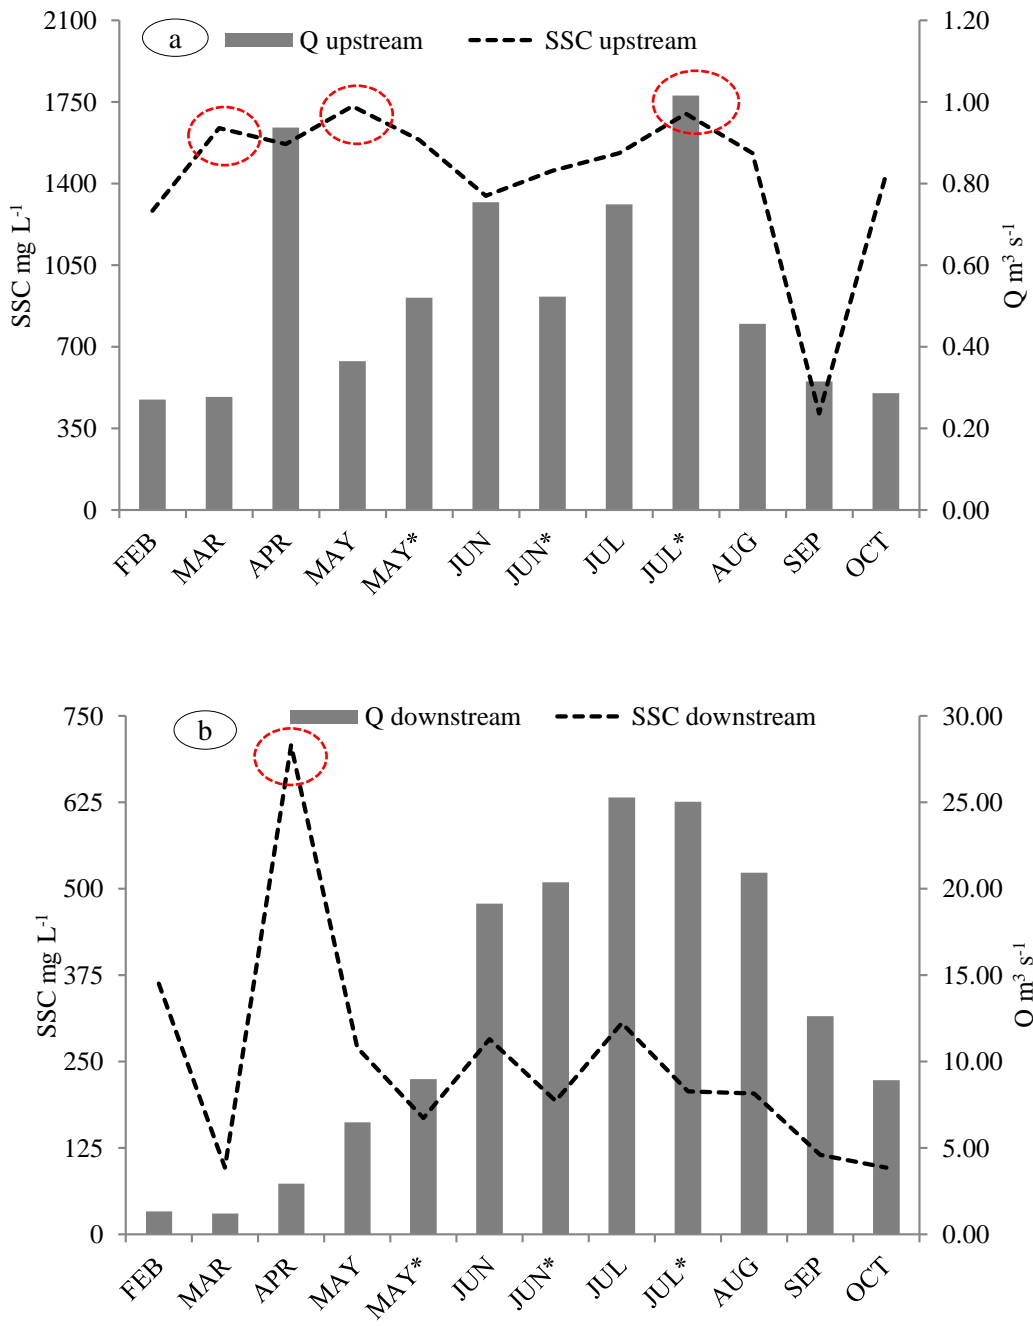 a
Q upstream
SSC upstream
2100
1750
1400
1050
700
350
0
SSC mg L-1
1.20
1.00
0.80
0.60
0.40
0.20
0.00
Q m3 s-1
FEB
MAR
APR
MAY
MAY*
JUN
JUN*
JUL
JUL*
AUG
SEP
OCT
b
Q downstream
SSC downstream
750
625
500
375
250
125
0
SSC mg L-1
30.00
25.00
20.00
15.00
10.00
5.00
0.00
O m3 s-1
FEB
MAR
APR
MAY
MAY*
JUN
JUN*
JUL
JUL*
AUG
SEP
OCT